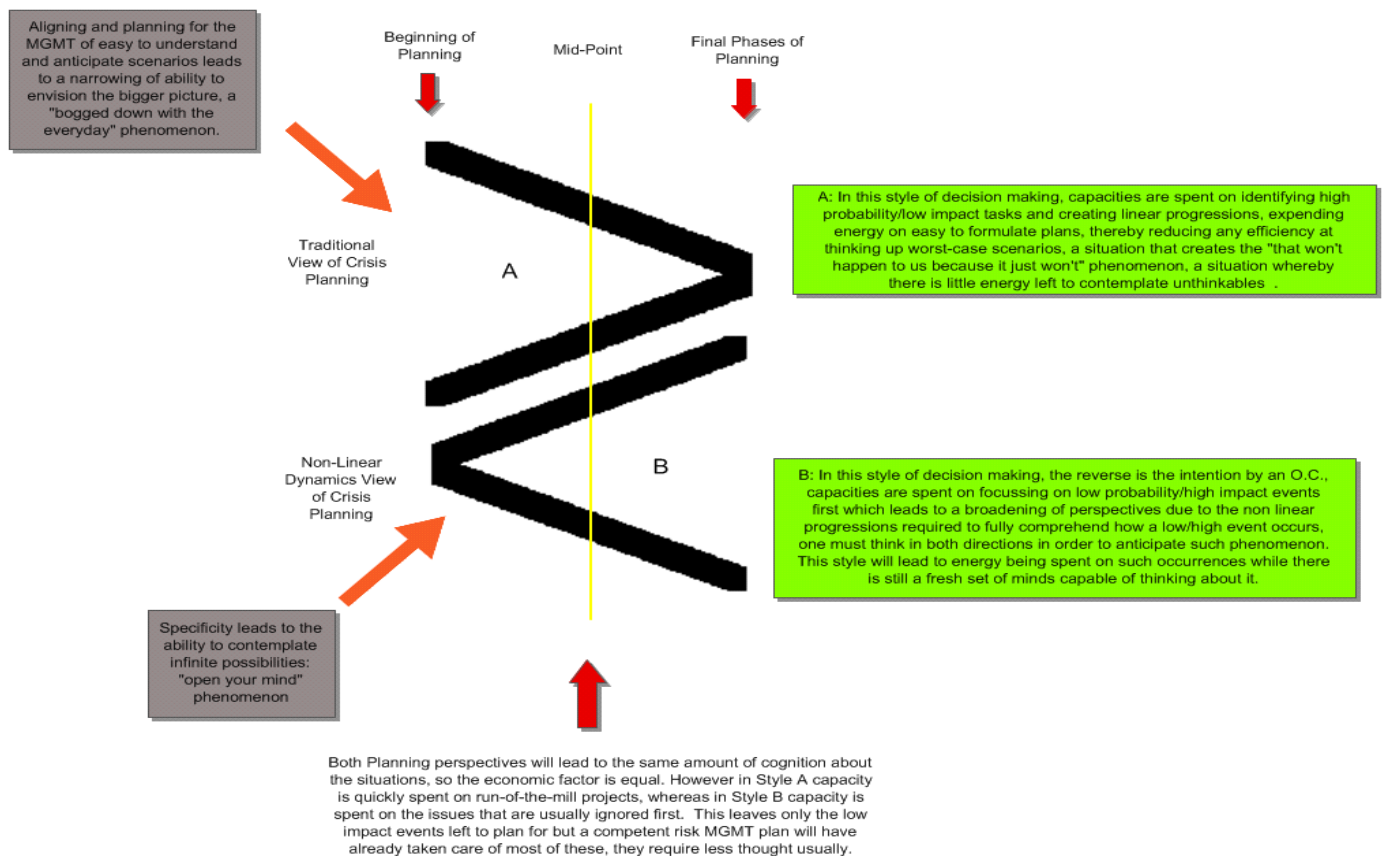 Aligning and planning for the
MGMT of easy to understand
and anticipate scenarios leads
to a narrowing of ability to
envision the bigger picture, a
"bogged down with the
everyday" phenomenon.
Beginning of
Planning
Mid-Point
Final Phases of
Planning
Traditional
View of Crisis
Planning
A
A: In this style of decision making, capacities are spent on identifying high
probability/low impact tasks and creating linear progressions, expending
energy on easy to formulate plans, thereby reducing any efficiency at
thinking up worst-case scenarios, a situation that creates the "that won't
happen to us because it just won't" phenomenon, a situation whereby
there is little energy left to contemplate unthinkables .
Non-Linear
Dynamics View
of Crisis
Planning
B
B: In this style of decision making, the reverse is the intention by an O.C.,
capacities are spent on focussing on low probability/high impact events
first which leads to a broadening of perspectives due to the non linear
progressions required to fully comprehend how a low/high event occurs,
one must think in both directions in order to anticipate such phenomenon.
This style will lead to energy being spent on such occurrences while there
is still a fresh set of minds capable of thinking about it.
Specificity leads to the
ability to contemplate
infinite possibilities:
"open your mind"
phenomenon
Both Planning perspectives will lead to the same amount of cognition about
the situations, so the economic factor is equal. However in Style A capacity
is quickly spent on run-of-the-mill projects, whereas in Style B capacity is
spent on the issues that are usually ignored first. This leaves only the low
impact events left to plan for but a competent risk MGMT plan will have
already taken care of most of these, they require less thought usually.